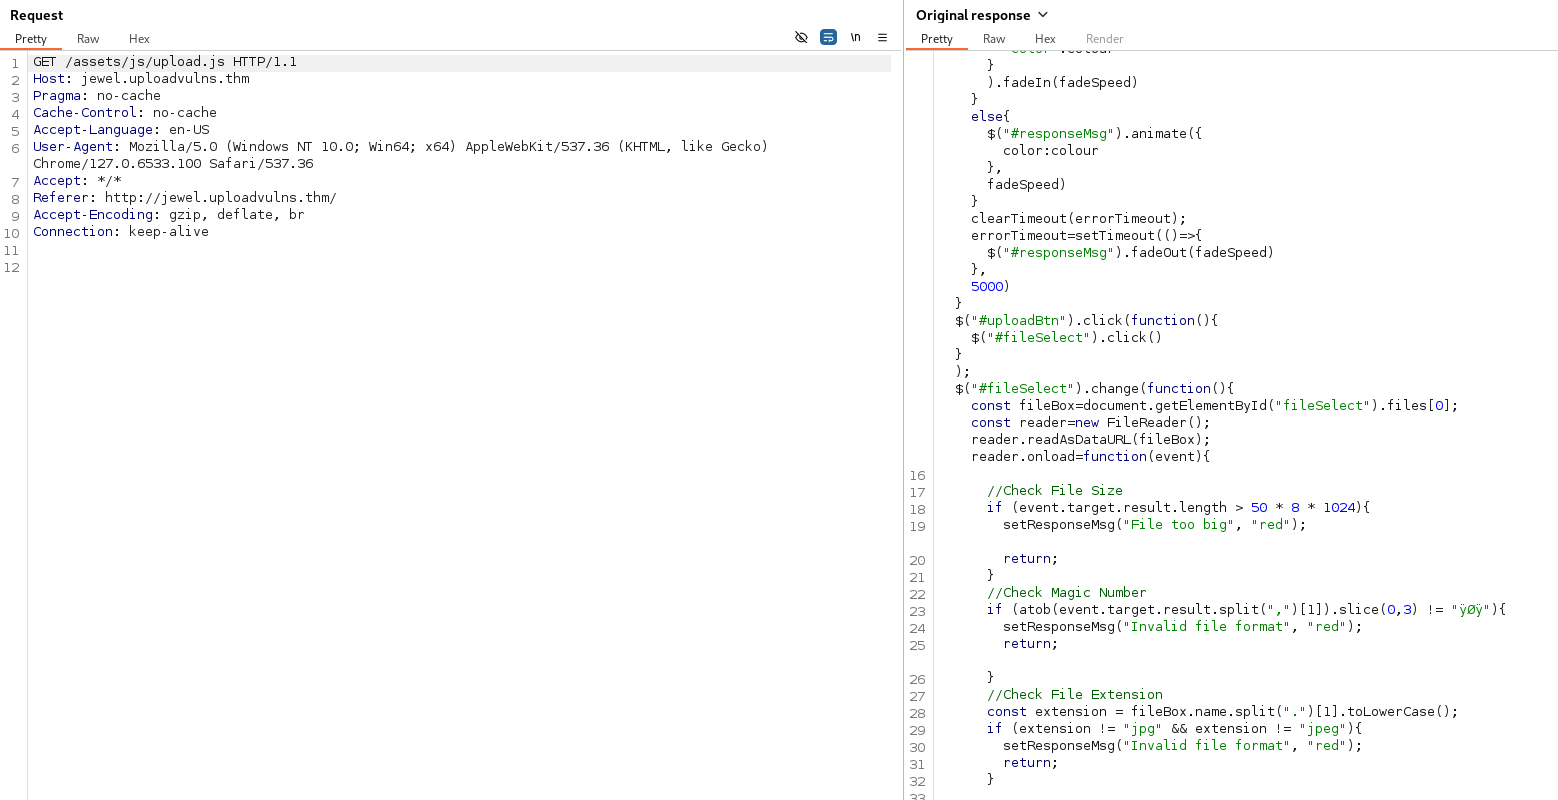 Request
Pretty Raw Hex
\n
1 GET /assets/js/upload.js HTTP/1.1
2 Host: jewel.uploadvulns.thm
3 Pragma: no-cache
4 Cache-Control: no-cache
5 Accept-Language: en-US
6 User-Agent: Mozilla/5.0 (Windows NT 10.0; Win64; x64) AppleWebKit/537.36 (KHTML, like Gecko)
Chrome/127.0.6533.100 Safari/537.36
7 Accept: */*
8 Referer: http://jewel.uploadvulns.thm/
9 Accept-Encoding: gzip, deflate, br
10 Connection: keep-alive
11
12
Original response
Pretty Raw Hex Render
}
).fadeIn(fadeSpeed)
}
else{
$("#responseMsg").animate({
color:colour
},
fadeSpeed)
}
clearTimeout(errorTimeout);
errorTimeout=setTimeout(()=>{
$("#responseMsg").fadeOut(fadeSpeed)
},
5000)
}
$("#uploadBtn").click(function(){
$("#fileSelect").click()
}
);
$("#fileSelect").change(function(){
const fileBox=document.getElementById("fileSelect").files[0];
const reader=new FileReader();
reader.readAsDataURL(fileBox);
reader.onload=function(event){
16
17 //Check File Size
18 if (event.target.result.length > 50 * 8 * 1024){
19 setResponseMsg("File too big", "red");
20 return;
21 }
22 //Check Magic Number
23 if (atob(event.target.result.split(",")[1]).slice(0,3) != "ÿØÿ"){
24 setResponseMsg("Invalid file format", "red");
25 return;
26 }
27 //Check File Extension
28 const extension = fileBox.name.split(".")[1].toLowerCase();
29 if (extension != "jpg" && extension != "jpeg"){
30 setResponseMsg("Invalid file format", "red");
31 return;
32 }
33